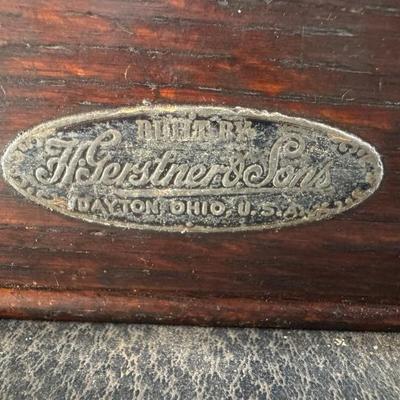 BUILT BY
H. Gerstner & Sons
DAYTON, OHIO, U.S.A.